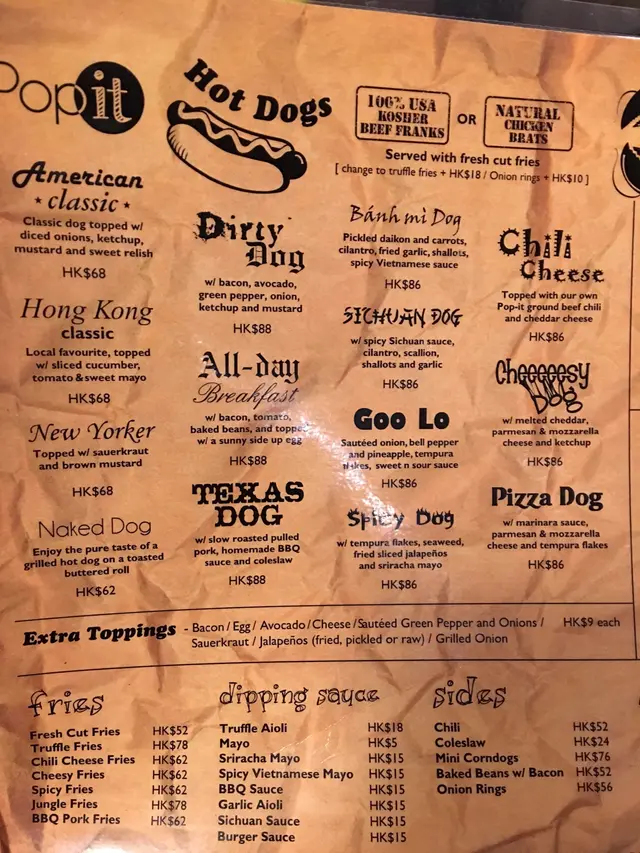 Popit
Hot Dogs
100% USA
KOSHER
BEEF FRANKS
OR
NATURAL
CHICKEN
BRATS
Served with fresh cut fries
[ change to truffle fries + HK$18 / Onion rings + HK$10 ]
American
★ classic ★
Classic dog topped w/
diced onions, ketchup,
mustard and sweet relish
HK$68
Hong Kong
classic
Local favourite, topped
w/ sliced cucumber,
tomato & sweet mayo
HK$68
New Yorker
Topped w/ sauerkraut
and brown mustard
HK$68
Naked Dog
Enjoy the pure taste of a
grilled hot dog on a toasted
buttered roll
HK$62
Dirty
Dog
w/ bacon, avocado,
green pepper, onion,
ketchup and mustard
HK$88
All-day
Breakfast
w/ bacon, tomato,
baked beans, and topped
w/ a sunny side up egg
HK$88
TEXAS
DOG
w/ slow roasted pulled
pork, homemade BBQ
sauce and coleslaw
HK$88
Bánh mì Dog
Pickled daikon and carrots,
cilantro, fried garlic, shallots,
spicy Vietnamese sauce
HK$86
SICHUAN DOG
w/ spicy Sichuan sauce,
cilantro, scallion,
shallots and garlic
HK$86
Goo Lo
Sautéed onion, bell pepper
and pineapple, tempura
flakes, sweet n sour sauce
HK$86
Spicy Dog
w/ tempura flakes, seaweed,
fried sliced jalapeños
and sriracha mayo
HK$86
Chili
Cheese
Topped with our own
Pop-it ground beef chili
and cheddar cheese
HK$86
Cheeeeesy
Dog
w/ melted cheddar,
parmesan & mozzarella
cheese and ketchup
HK$86
Pizza Dog
w/ marinara sauce,
parmesan & mozzarella
cheese and tempura flakes
HK$86
Extra Toppings - Bacon / Egg / Avocado / Cheese / Sautéed Green Pepper and Onions / HK$9 each
Sauerkraut / Jalapeños (fried, pickled or raw) / Grilled Onion
fries
Fresh Cut Fries HK$52
Truffle Fries HK$78
Chili Cheese Fries HK$62
Cheesy Fries HK$62
Spicy Fries HK$62
Jungle Fries HK$78
BBQ Pork Fries HK$62
dipping sauce
Truffle Aioli HK$18
Mayo HK$5
Sriracha Mayo HK$15
Spicy Vietnamese Mayo HK$15
BBQ Sauce HK$15
Garlic Aioli HK$15
Sichuan Sauce HK$15
Burger Sauce HK$15
sides
Chili HK$52
Coleslaw HK$24
Mini Corndogs HK$76
Baked Beans w/ Bacon HK$52
Onion Rings HK$56